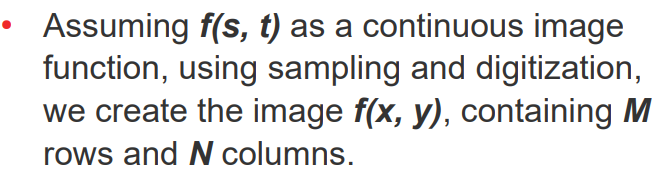 • Assuming f(s, t) as a continuous image
function, using sampling and digitization,
we create the image f(x, y), containing M
rows and N columns.